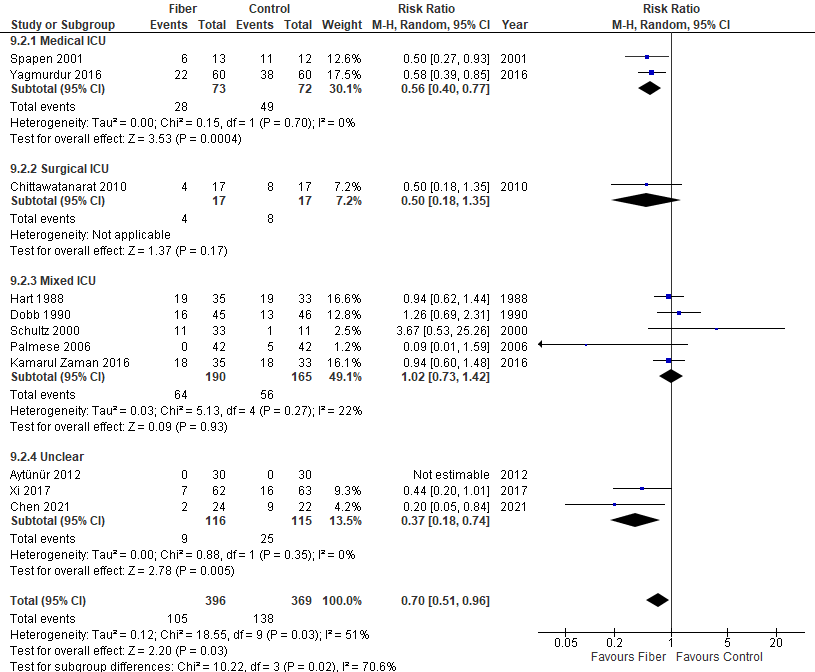 Fiber Control Risk Ratio Risk Ratio
Study or Subgroup Events Total Events Total Weight M-H, Random, 95% CI Year M-H, Random, 95% CI
9.2.1 Medical ICU
Spapen 2001 6 13 11 12 12.6% 0.50 [0.27, 0.93] 2001
Yagmurdur 2016 22 60 38 60 17.5% 0.58 [0.39, 0.85] 2016
Subtotal (95% CI) 73 72 30.1% 0.56 [0.40, 0.77]
Total events 28 49
Heterogeneity: Tau² = 0.00; Chi² = 0.15, df = 1 (P = 0.70); I² = 0%
Test for overall effect: Z = 3.53 (P = 0.0004)
9.2.2 Surgical ICU
Chittawatanarat 2010 4 17 8 17 7.2% 0.50 [0.18, 1.35] 2010
Subtotal (95% CI) 17 17 7.2% 0.50 [0.18, 1.35]
Total events 4 8
Heterogeneity: Not applicable
Test for overall effect: Z = 1.37 (P = 0.17)
9.2.3 Mixed ICU
Hart 1988 19 35 19 33 16.6% 0.94 [0.62, 1.44] 1988
Dobb 1990 16 45 13 46 12.8% 1.26 [0.69, 2.31] 1990
Schultz 2000 11 33 1 11 2.5% 3.67 [0.53, 25.26] 2000
Palmese 2006 0 42 5 42 1.2% 0.09 [0.01, 1.59] 2006
Kamarul Zaman 2016 18 35 18 33 16.1% 0.94 [0.60, 1.48] 2016
Subtotal (95% CI) 190 165 49.1% 1.02 [0.73, 1.42]
Total events 64 56
Heterogeneity: Tau² = 0.03; Chi² = 5.13, df = 4 (P = 0.27); I² = 22%
Test for overall effect: Z = 0.09 (P = 0.93)
9.2.4 Unclear
Aytünür 2012 0 30 0 30 Not estimable 2012
Xi 2017 7 62 16 63 9.3% 0.44 [0.20, 1.01] 2017
Chen 2021 2 24 9 22 4.2% 0.20 [0.05, 0.84] 2021
Subtotal (95% CI) 116 115 13.5% 0.37 [0.18, 0.74]
Total events 9 25
Heterogeneity: Tau² = 0.00; Chi² = 0.88, df = 1 (P = 0.35); I² = 0%
Test for overall effect: Z = 2.78 (P = 0.005)
Total (95% CI) 396 369 100.0% 0.70 [0.51, 0.96]
Total events 105 138
Heterogeneity: Tau² = 0.12; Chi² = 18.55, df = 9 (P = 0.03); I² = 51%
Test for overall effect: Z = 2.20 (P = 0.03)
Test for subgroup differences: Chi² = 10.22, df = 3 (P = 0.02), I² = 70.6%
0.05 0.2 1 5 20
Favours Fiber Favours Control